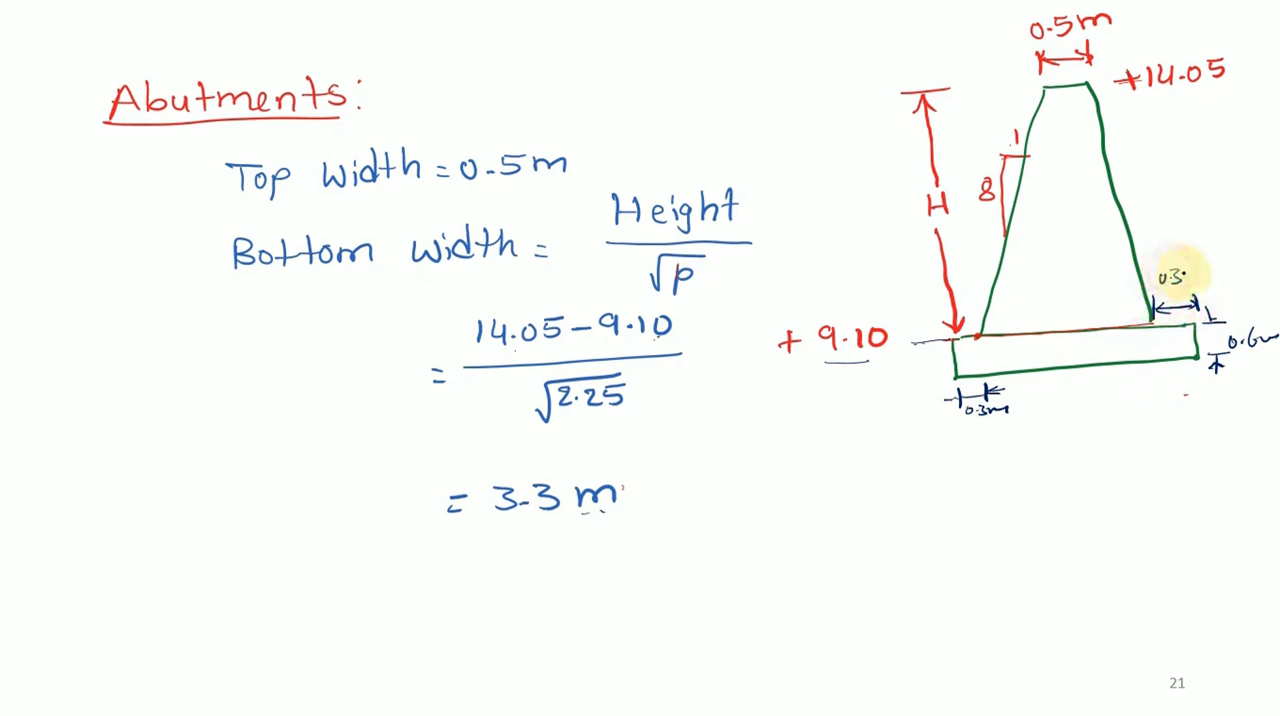 Abutments:
Top width = 0.5m
Bottom width = Height / √p
= 14.05 - 9.10 / √2.25
= 3.3 m
0.5m
+14.05
1
8
H
+ 9.10
0.3
0.6m
0.3m
21